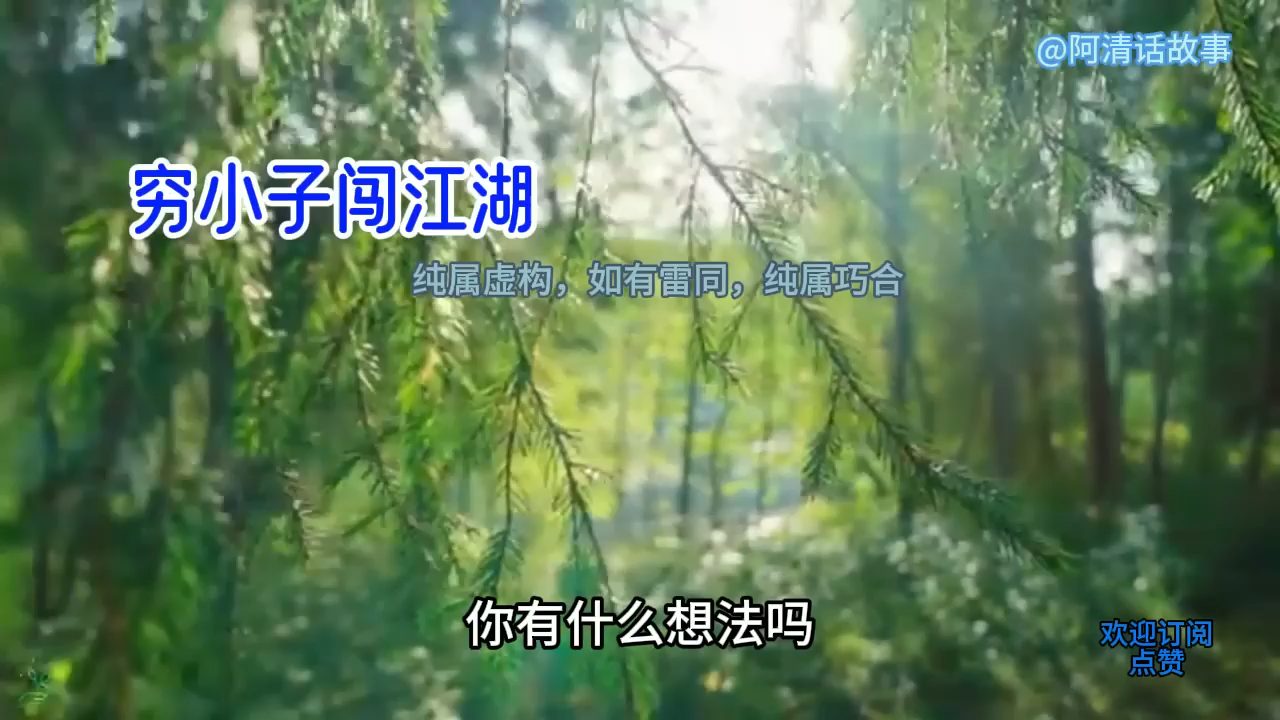 @阿清话故事
穷小子闯江湖
纯属虚构，如有雷同，纯属巧合
你有什么想法吗
欢迎订阅
点赞